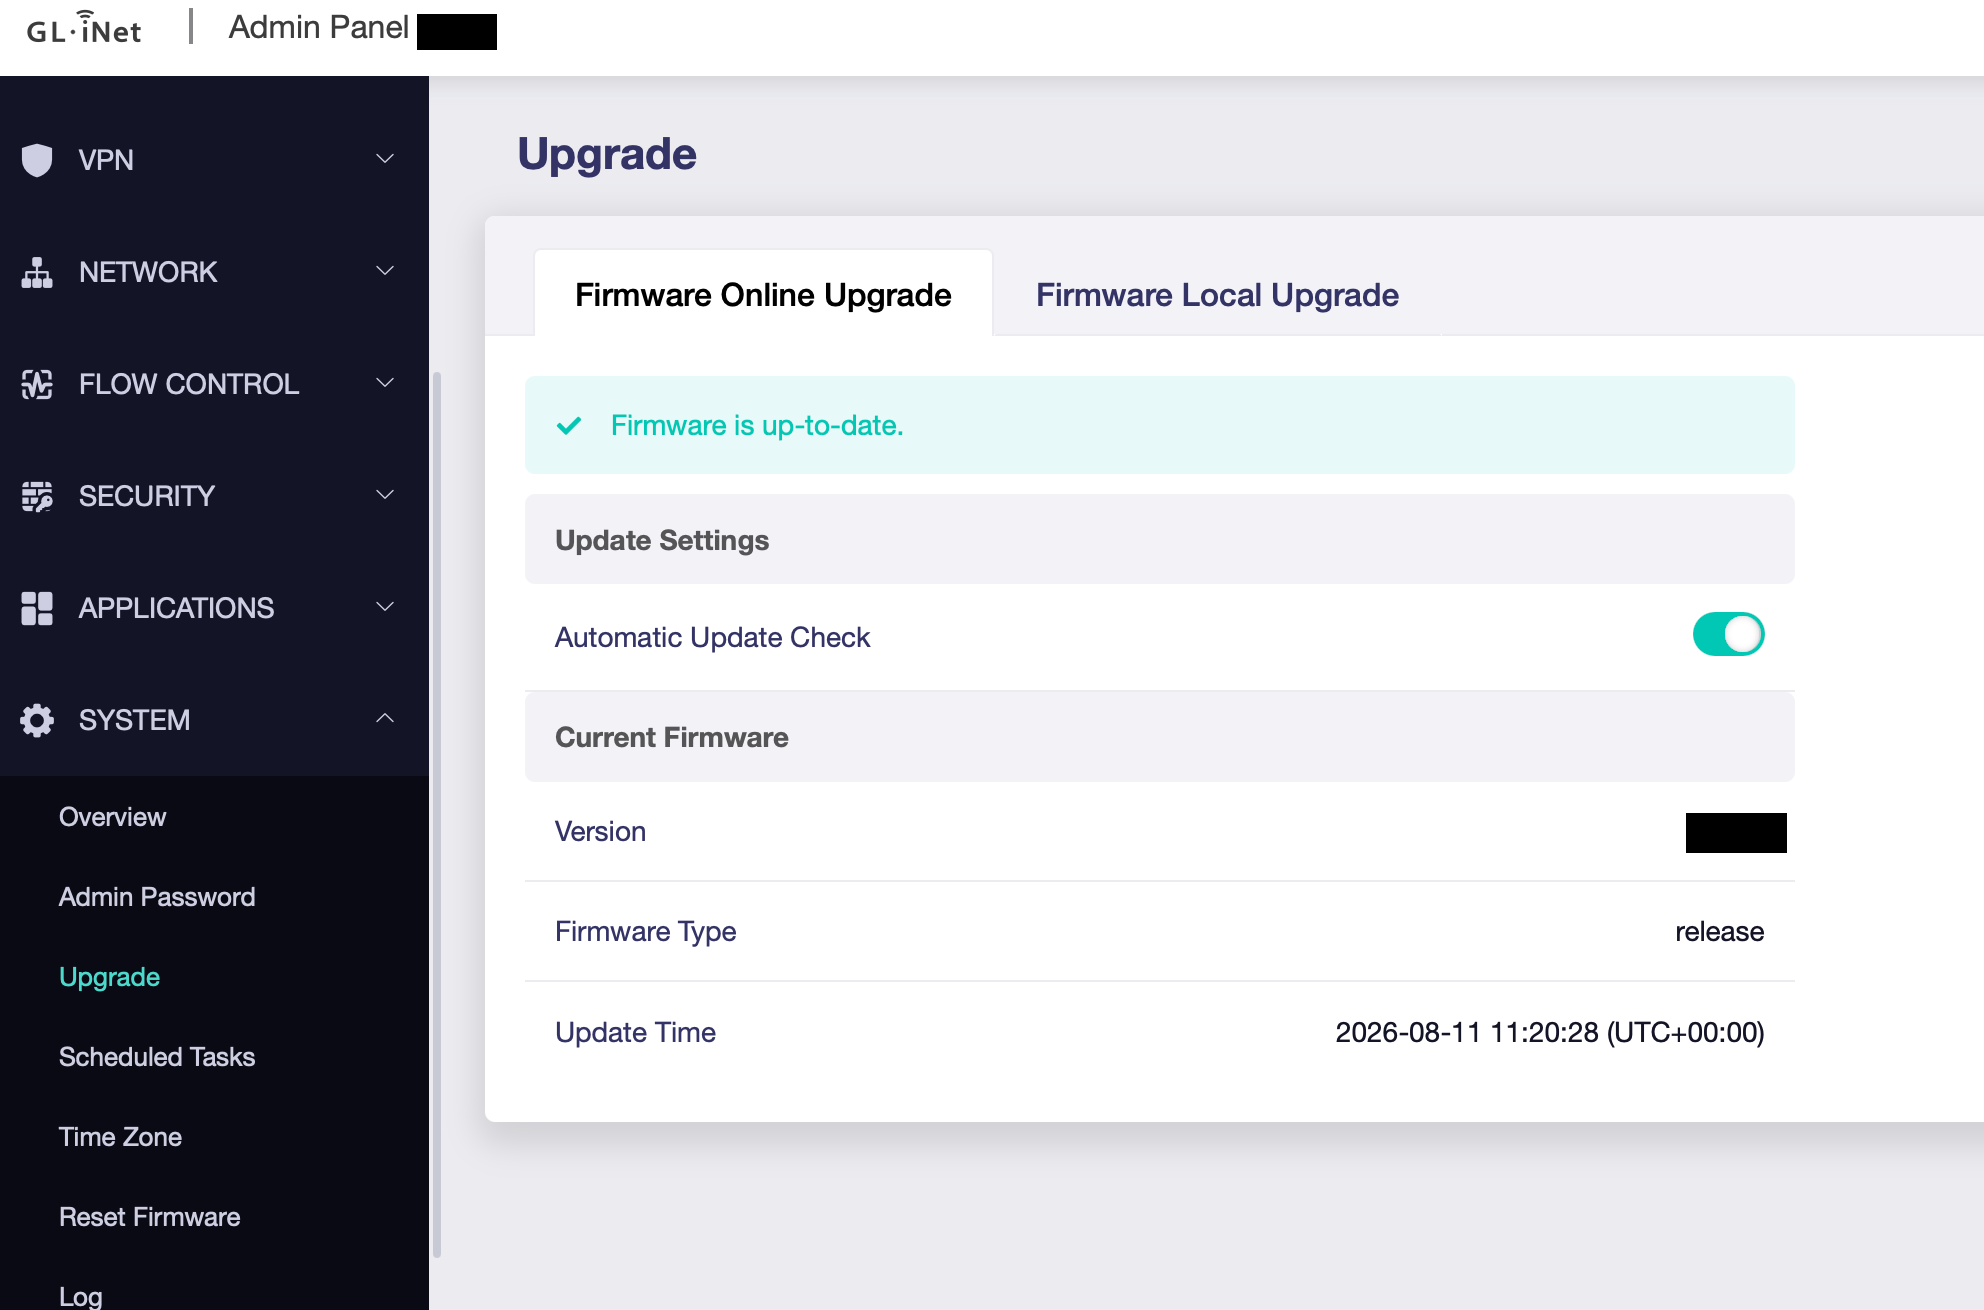 GL·iNet | Admin Panel
VPN
NETWORK
FLOW CONTROL
SECURITY
APPLICATIONS
SYSTEM
Overview
Admin Password
Upgrade
Scheduled Tasks
Time Zone
Reset Firmware
Log
Upgrade
Firmware Online Upgrade
Firmware Local Upgrade
Firmware is up-to-date.
Update Settings
Automatic Update Check
Current Firmware
Version
Firmware Type release
Update Time 2026-08-11 11:20:28 (UTC+00:00)